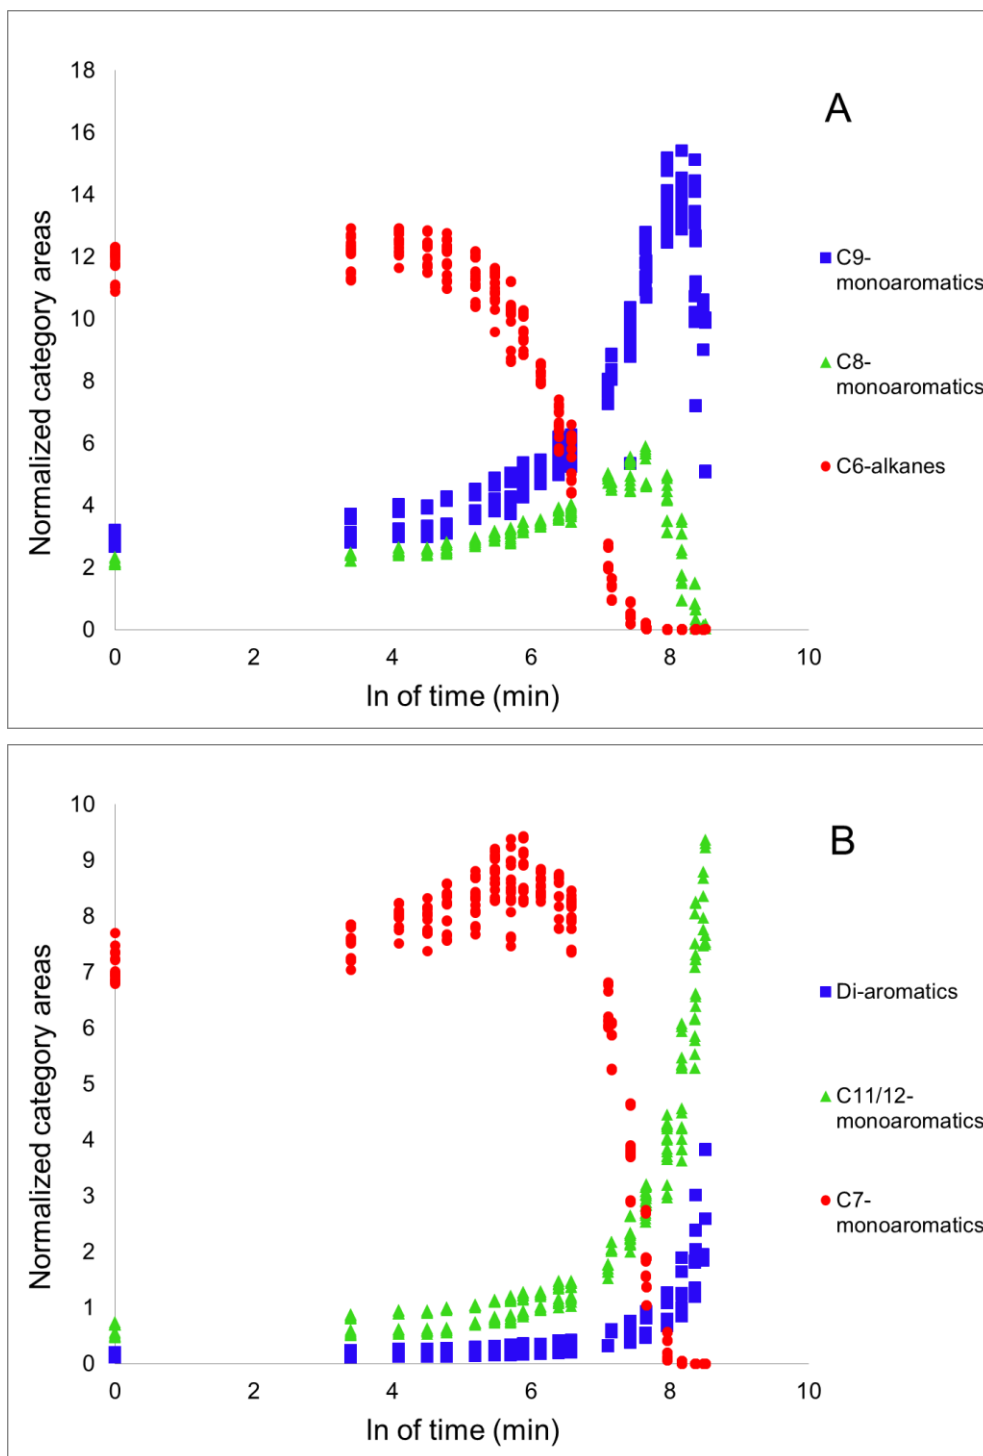 A
18
16
14
12
10
8
6
4
2
0
Normalized category areas
0 2 4 6 8 10
ln of time (min)
C9-
monoaromatics
C8-
monoaromatics
C6-alkanes
B
10
9
8
7
6
5
4
3
2
1
0
Normalized category areas
0 2 4 6 8 10
ln of time (min)
Di-aromatics
C11/12-
monoaromatics
C7-
monoaromatics